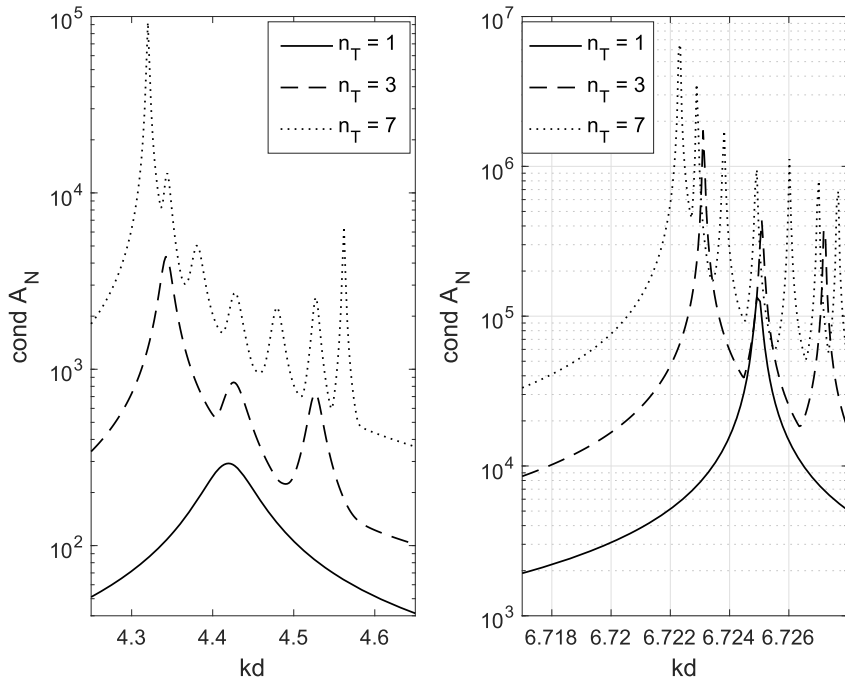 10^5
10^4
10^3
10^2
cond A_N
4.3 4.4 4.5 4.6
kd
n_T = 1
n_T = 3
n_T = 7
10^7
10^6
10^5
10^4
10^3
cond A_N
6.718 6.72 6.722 6.724 6.726
kd
n_T = 1
n_T = 3
n_T = 7